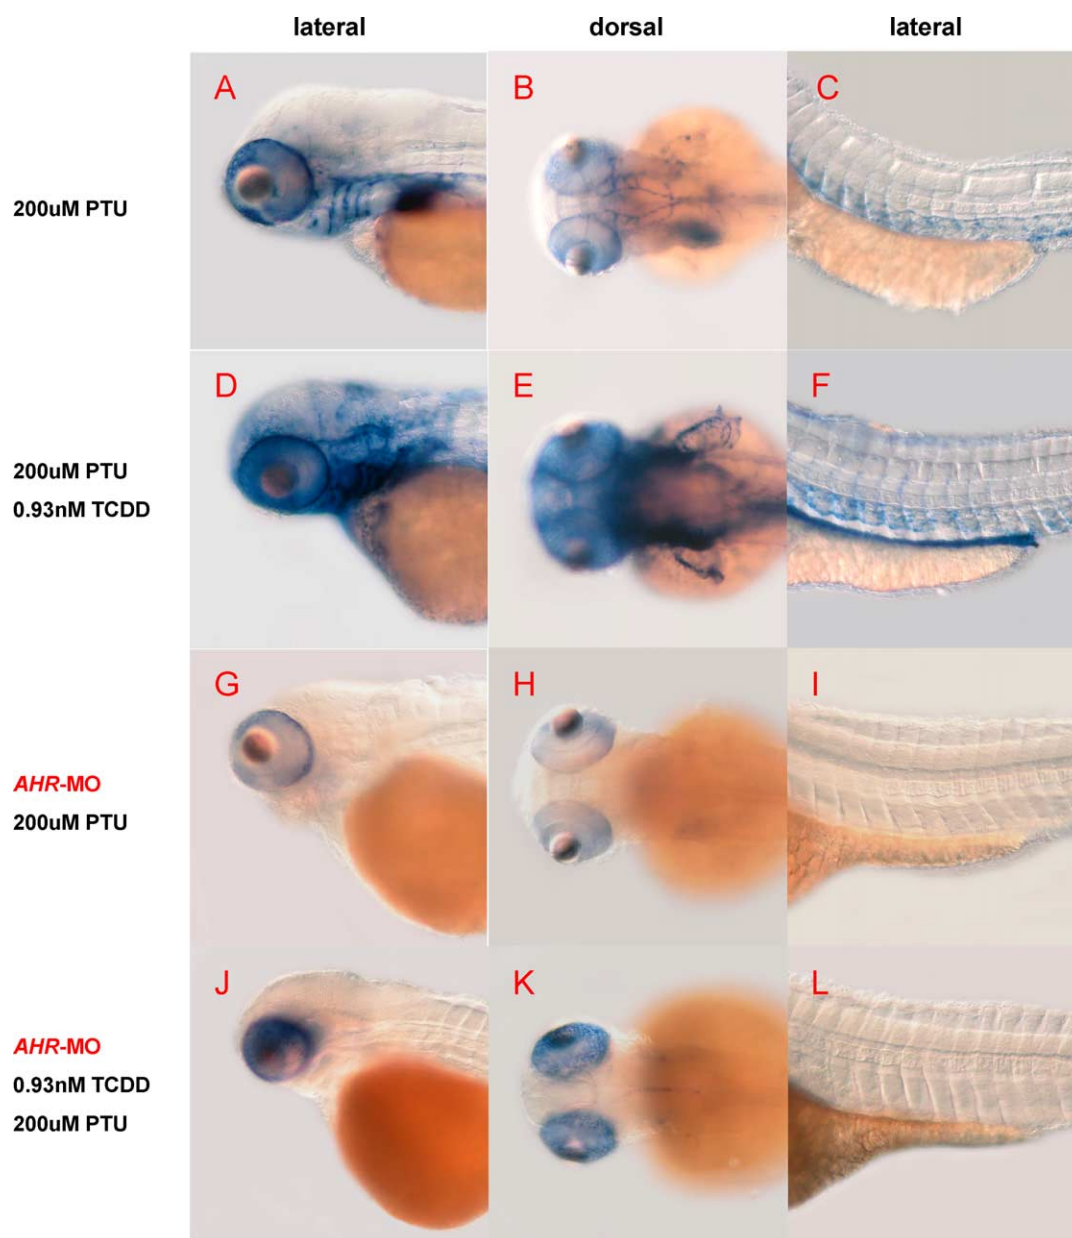 lateral dorsal lateral
A B C
200uM PTU
D E F
200uM PTU
0.93nM TCDD
G H I
AHR-MO
200uM PTU
J K L
AHR-MO
0.93nM TCDD
200uM PTU